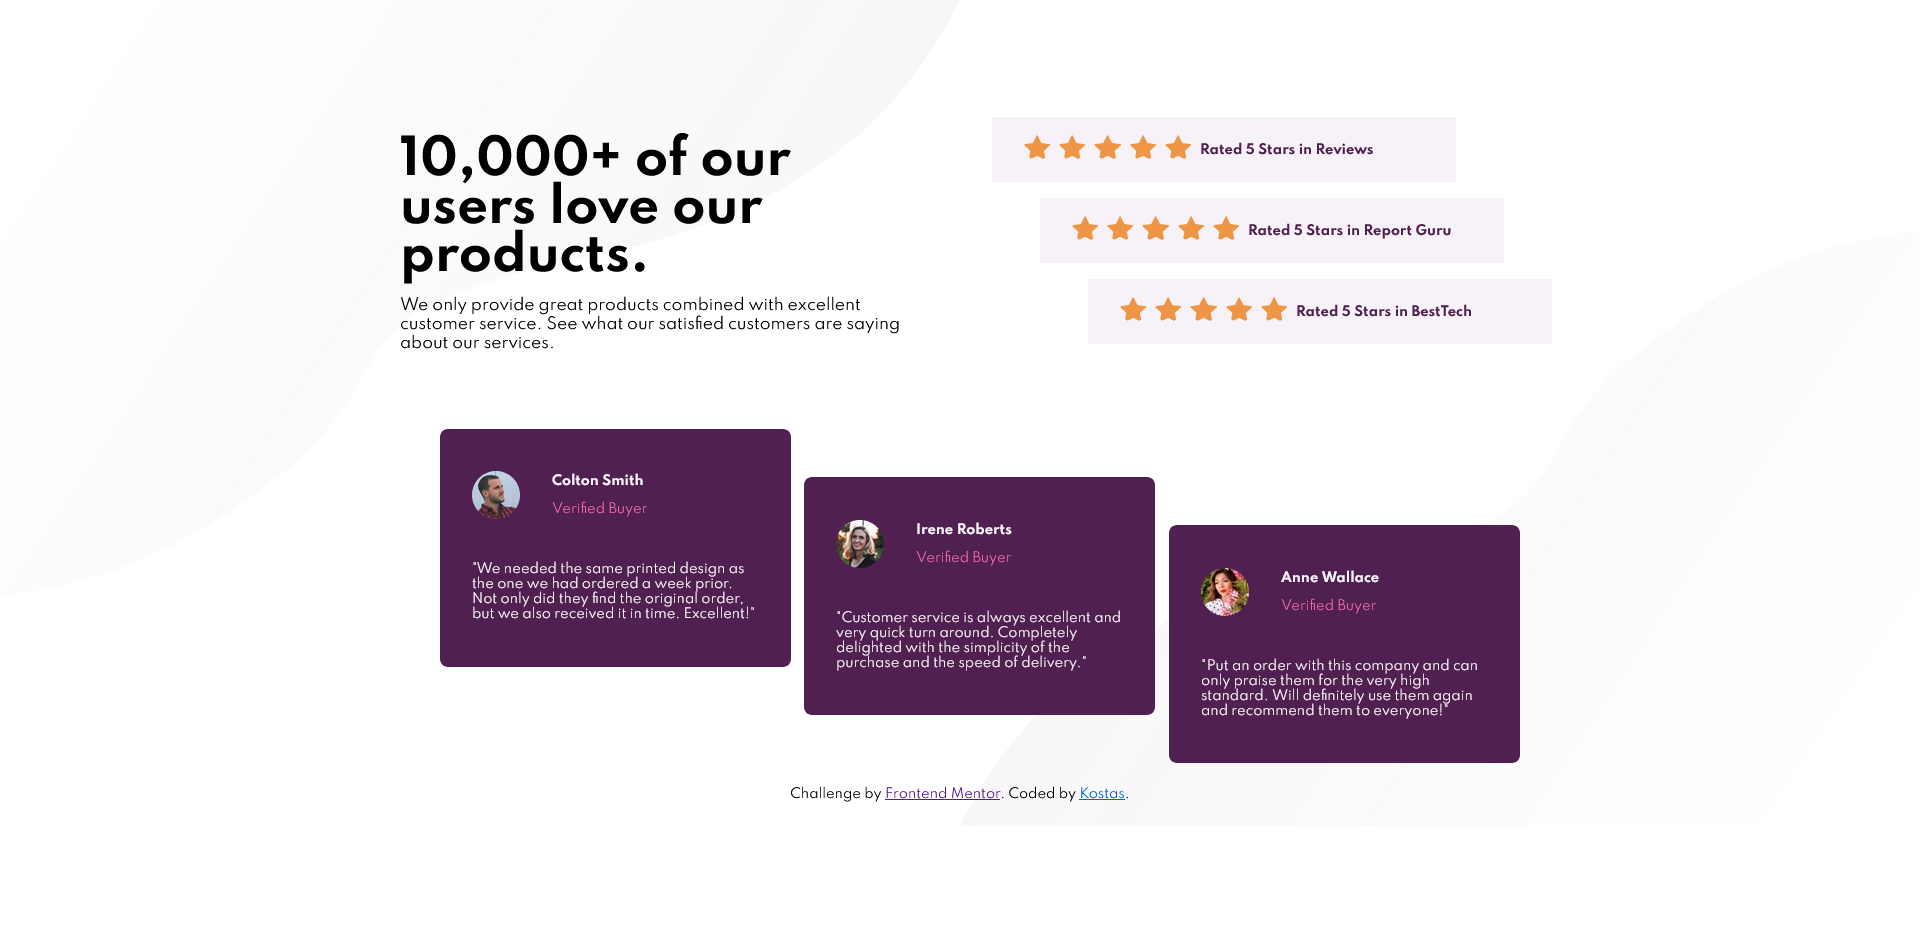 10,000+ of our
users love our
products.
We only provide great products combined with excellent
customer service. See what our satisfied customers are saying
about our services.
Rated 5 Stars in Reviews
Rated 5 Stars in Report Guru
Rated 5 Stars in BestTech
Colton Smith
Verified Buyer
"We needed the same printed design as
the one we had ordered a week prior.
Not only did they find the original order,
but we also received it in time. Excellent!"
Irene Roberts
Verified Buyer
"Customer service is always excellent and
very quick turn around. Completely
delighted with the simplicity of the
purchase and the speed of delivery."
Anne Wallace
Verified Buyer
"Put an order with this company and can
only praise them for the very high
standard. Will definitely use them again
and recommend them to everyone!"
Challenge by Frontend Mentor. Coded by Kostas.